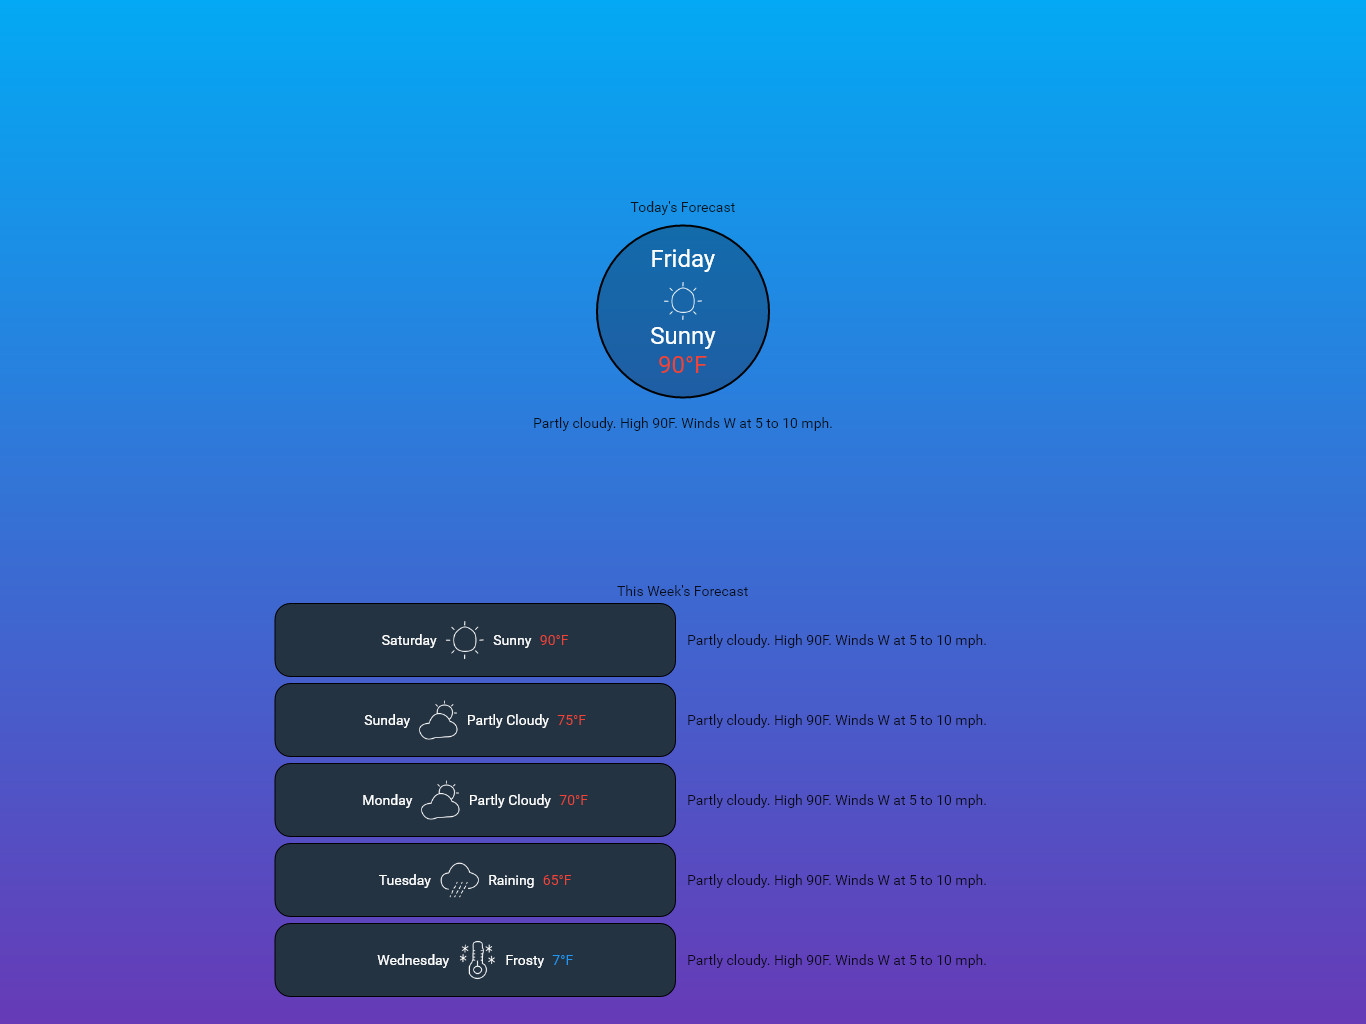 Today's Forecast
Friday
Sunny
90°F
Partly cloudy. High 90F. Winds W at 5 to 10 mph.
This Week's Forecast
Saturday Sunny 90°F Partly cloudy. High 90F. Winds W at 5 to 10 mph.
Sunday Partly Cloudy 75°F Partly cloudy. High 90F. Winds W at 5 to 10 mph.
Monday Partly Cloudy 70°F Partly cloudy. High 90F. Winds W at 5 to 10 mph.
Tuesday Raining 65°F Partly cloudy. High 90F. Winds W at 5 to 10 mph.
Wednesday Frosty 7°F Partly cloudy. High 90F. Winds W at 5 to 10 mph.